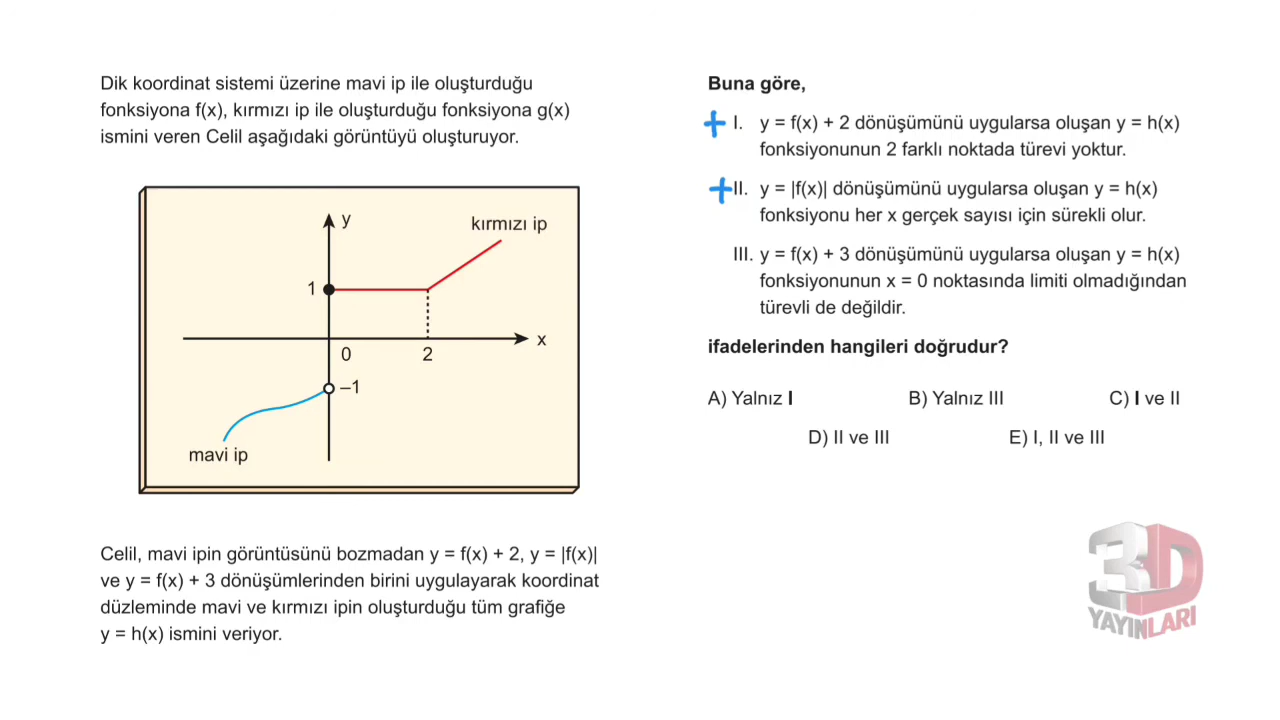 Dik koordinat sistemi üzerine mavi ip ile oluşturduğu
fonksiyona f(x), kırmızı ip ile oluşturduğu fonksiyona g(x)
ismini veren Celil aşağıdaki görüntüyü oluşturuyor.
y
kırmızı ip
1
x
0
2
–1
mavi ip
Celil, mavi ipin görüntüsünü bozmadan y = f(x) + 2, y = |f(x)|
ve y = f(x) + 3 dönüşümlerinden birini uygulayarak koordinat
düzleminde mavi ve kırmızı ipin oluşturduğu tüm grafiğe
y = h(x) ismini veriyor.
Buna göre,
+ I. y = f(x) + 2 dönüşümünü uygularsa oluşan y = h(x)
fonksiyonunun 2 farklı noktada türevi yoktur.
+ II. y = |f(x)| dönüşümünü uygularsa oluşan y = h(x)
fonksiyonu her x gerçek sayısı için sürekli olur.
III. y = f(x) + 3 dönüşümünü uygularsa oluşan y = h(x)
fonksiyonunun x = 0 noktasında limiti olmadığından
türevli de değildir.
ifadelerinden hangileri doğrudur?
A) Yalnız I B) Yalnız III C) I ve II
D) II ve III E) I, II ve III
3D
YAYINLARI